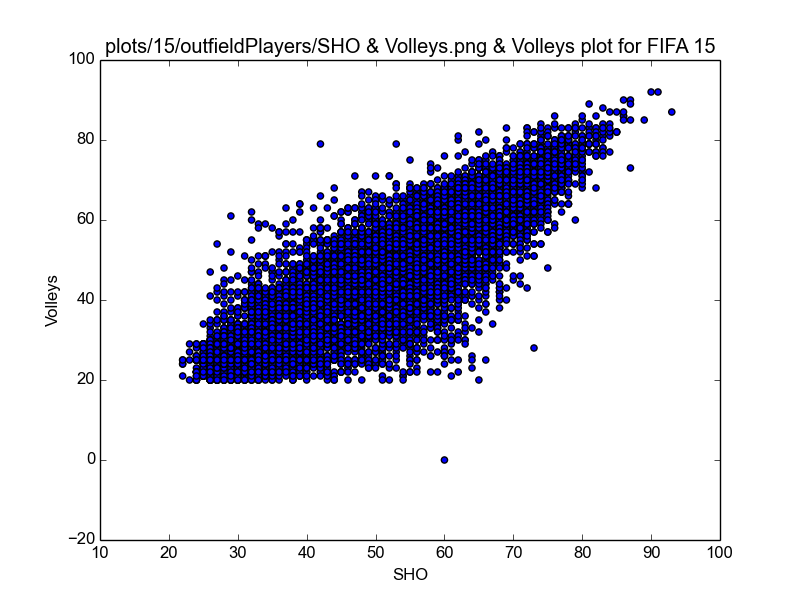 plots/15/outfieldPlayers/SHO & Volleys.png & Volleys plot for FIFA 15
100
80
60
40
20
0
−20
Volleys
10 20 30 40 50 60 70 80 90 100
SHO